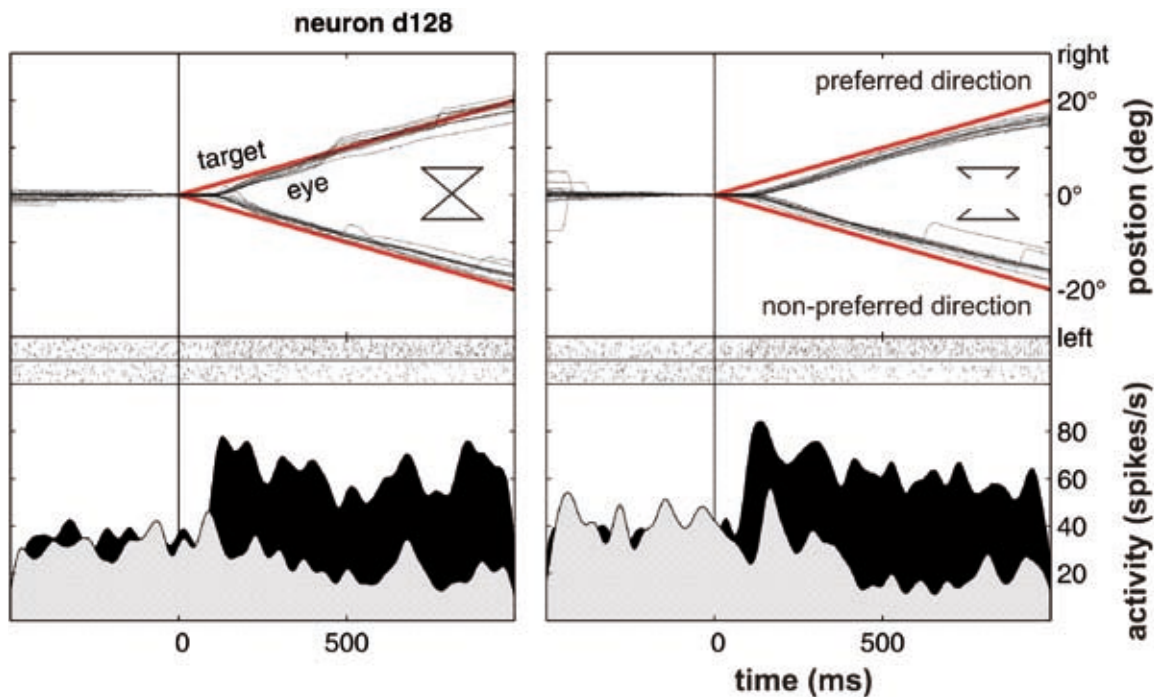 neuron d128
target
eye
preferred direction
non-preferred direction
right
20°
0°
-20°
left
postion (deg)
80
60
40
20
activity (spikes/s)
0
500
0
500
time (ms)